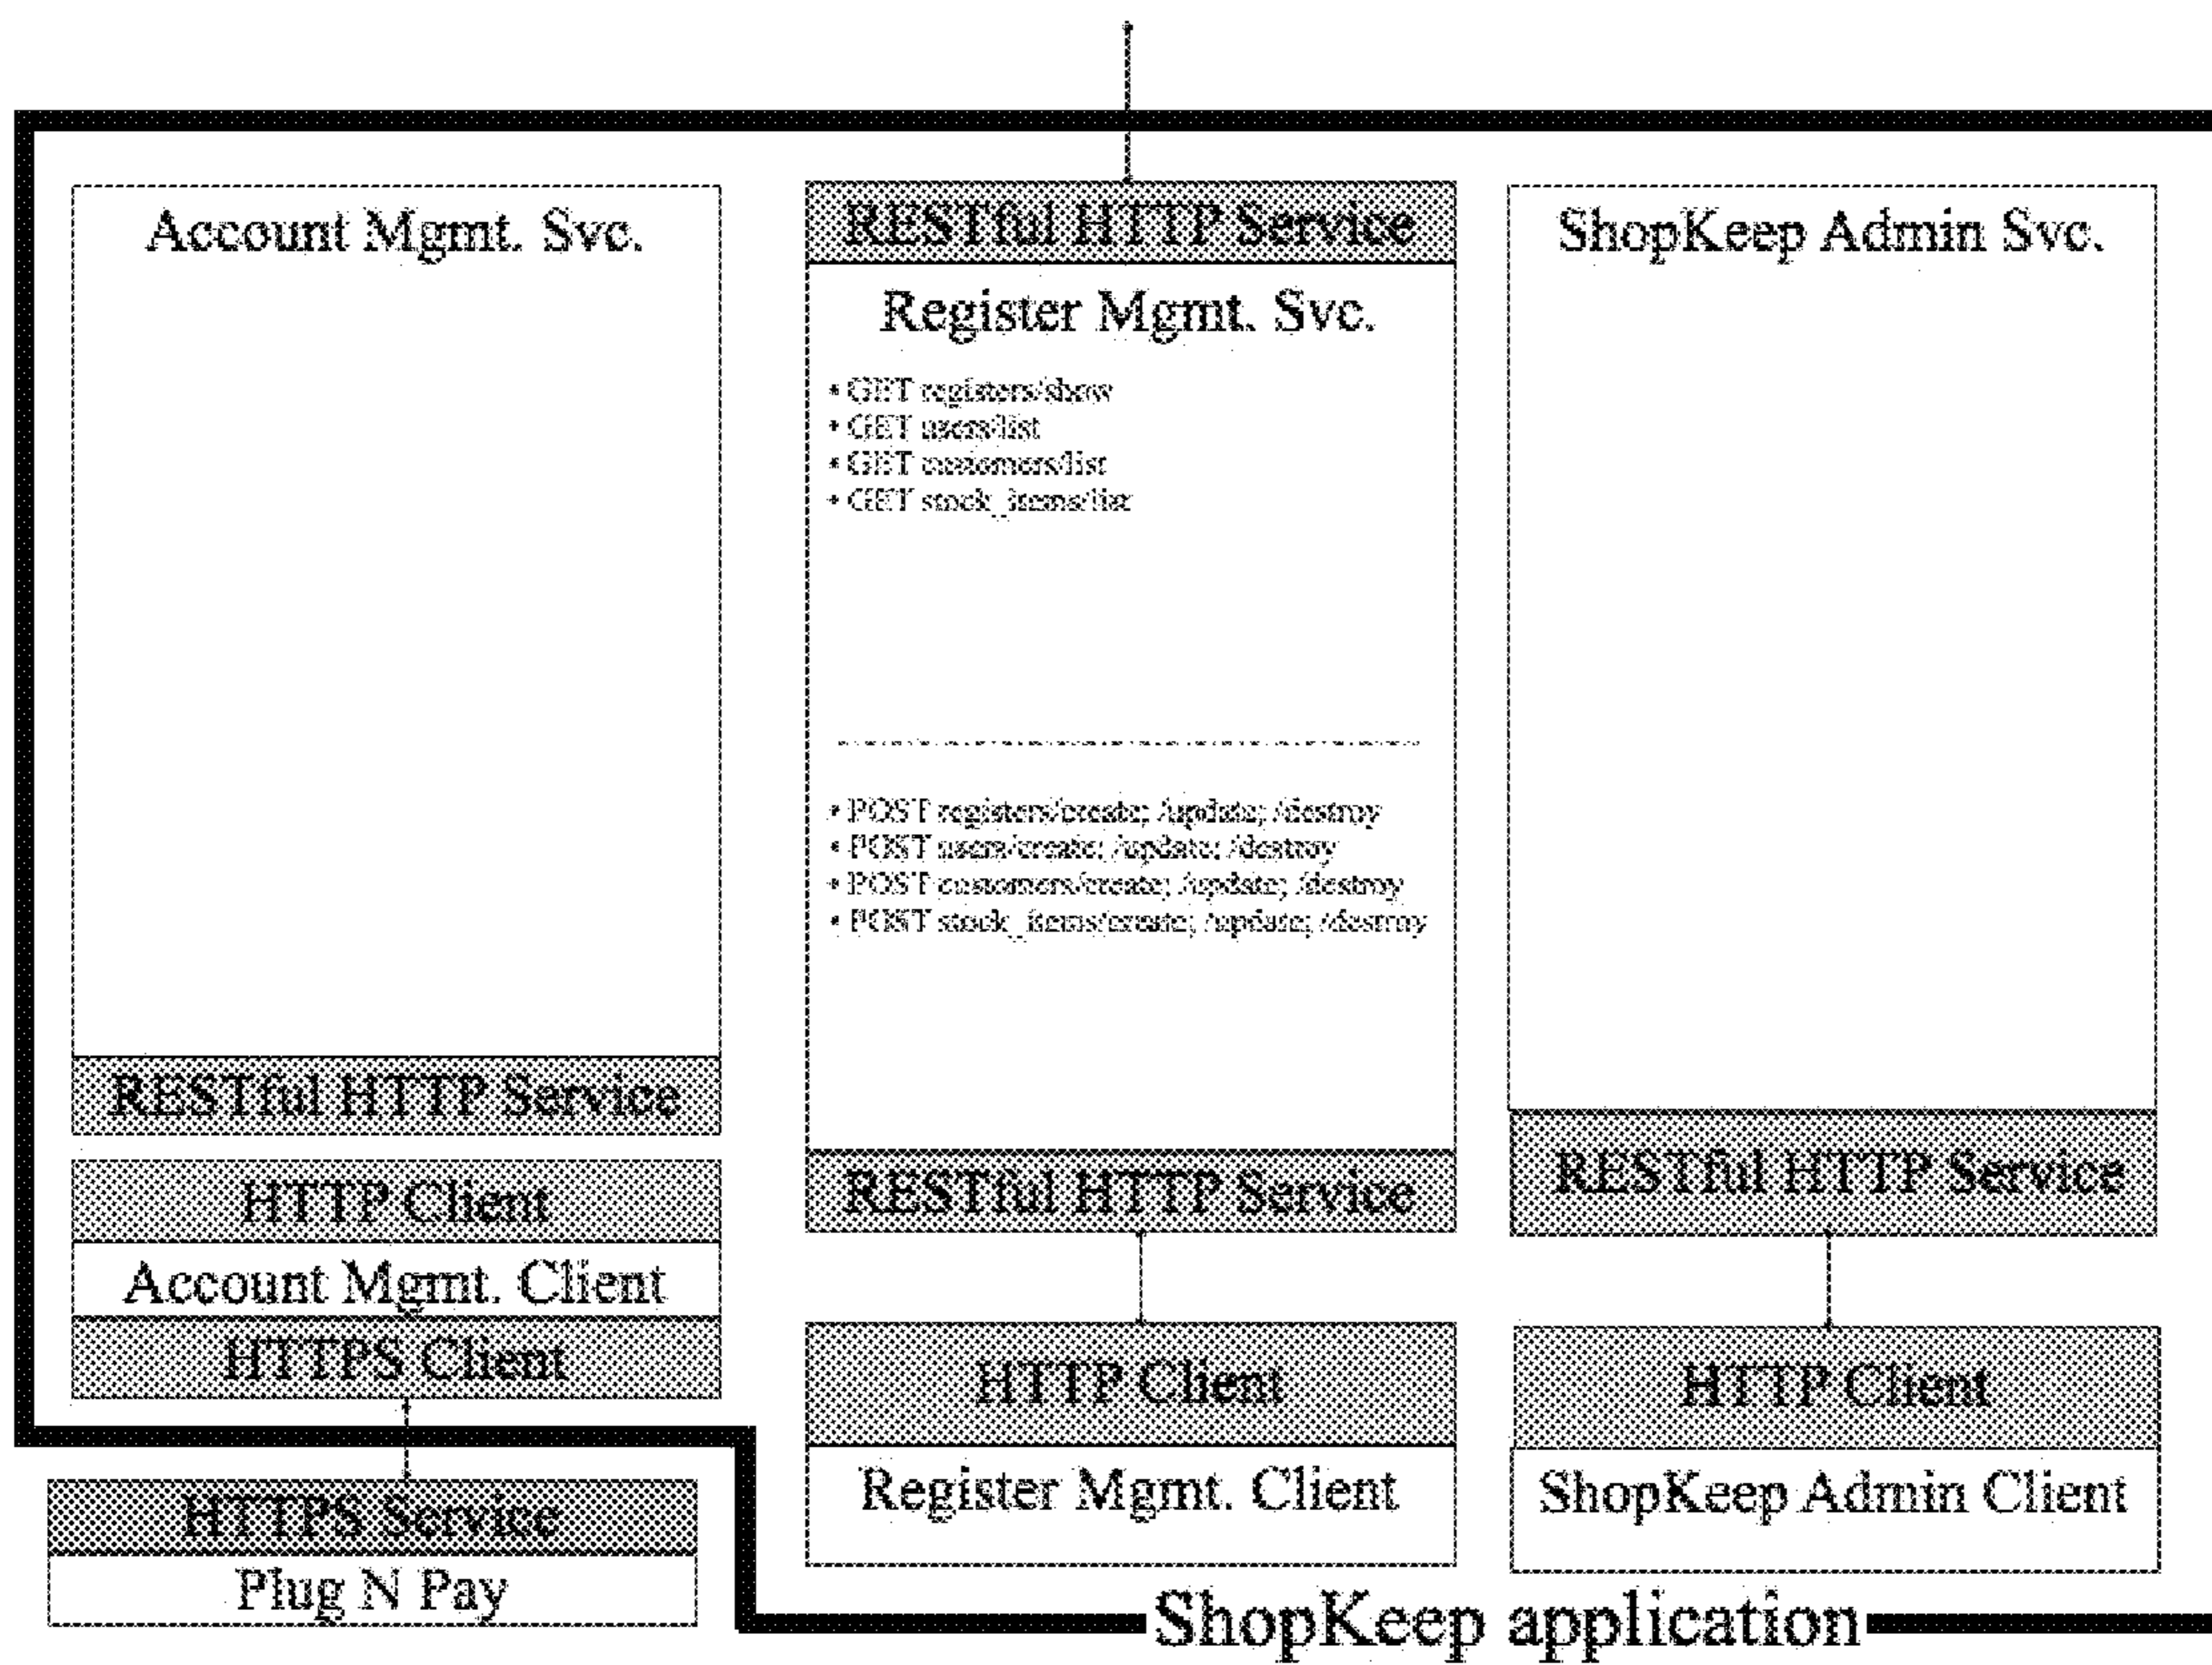 Account Mgmt. Svc.
RESTful HTTP Service
HTTP Client
Account Mgmt. Client
HTTPS Client
HTTPS Service
Plug N Pay
RESTful HTTP Service
Register Mgmt. Svc.
• GET registers/show
• GET users/list
• GET customers/list
• GET stock_items/list
• POST registers/create; /update; /destroy
• POST users/create; /update; /destroy
• POST customers/create; /update; /destroy
• POST stock_items/create; /update; /destroy
RESTful HTTP Service
HTTP Client
Register Mgmt. Client
ShopKeep Admin Svc.
RESTful HTTP Service
HTTP Client
ShopKeep Admin Client
ShopKeep application